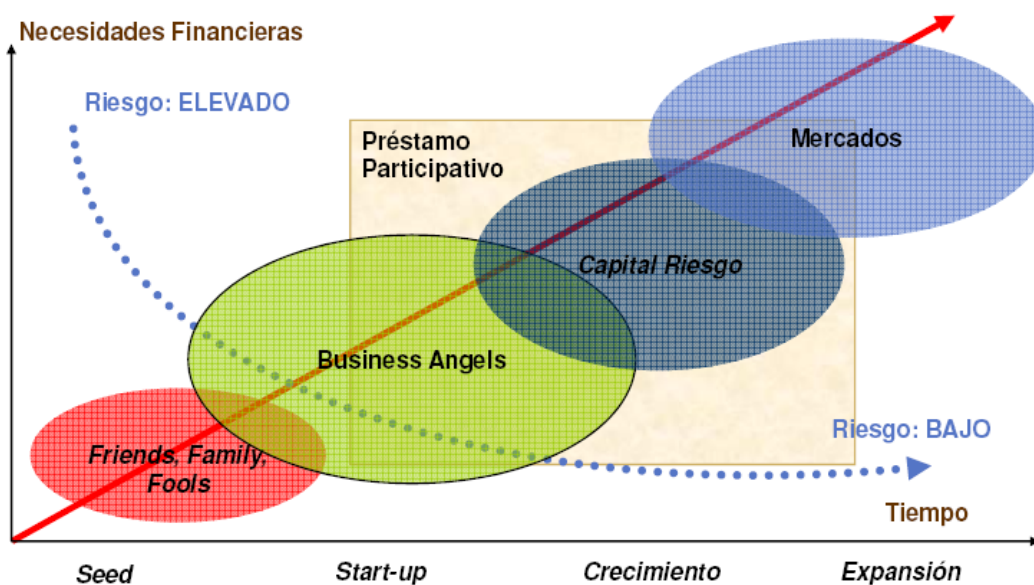 Necesidades Financieras
Riesgo: ELEVADO
Préstamo
Participativo
Mercados
Capital Riesgo
Business Angels
Friends, Family,
Fools
Riesgo: BAJO
Tiempo
Seed
Start-up
Crecimiento
Expansión